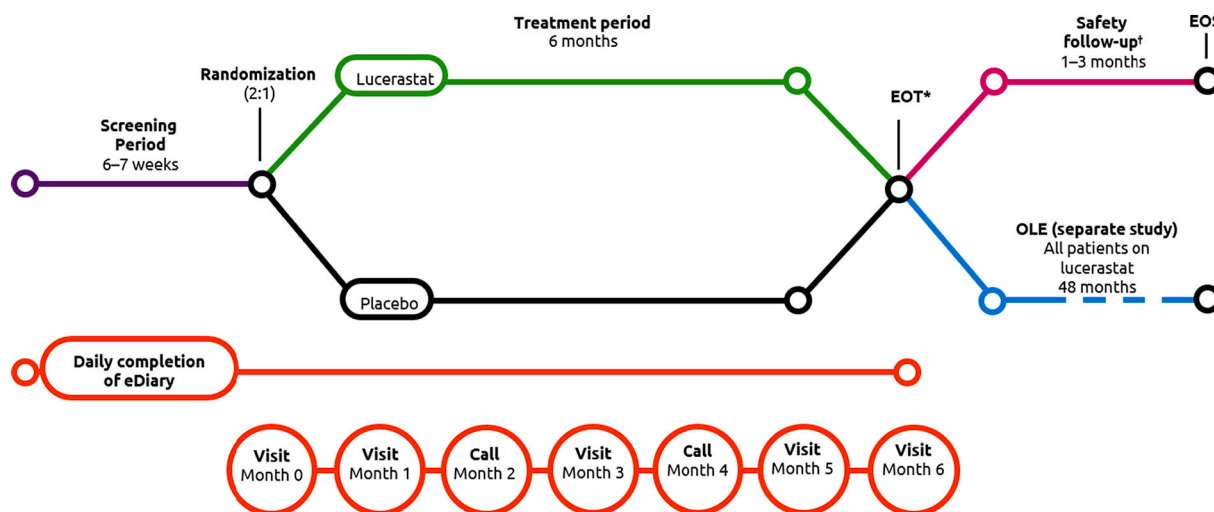 Treatment period
6 months
Safety
follow-up†
1–3 months
EOS
Randomization
(2:1)
Lucerastat
EOT*
Screening
Period
6–7 weeks
OLE (separate study)
All patients on
lucerastat
48 months
Placebo
Daily completion
of eDiary
Visit
Month 0
Visit
Month 1
Call
Month 2
Visit
Month 3
Call
Month 4
Visit
Month 5
Visit
Month 6